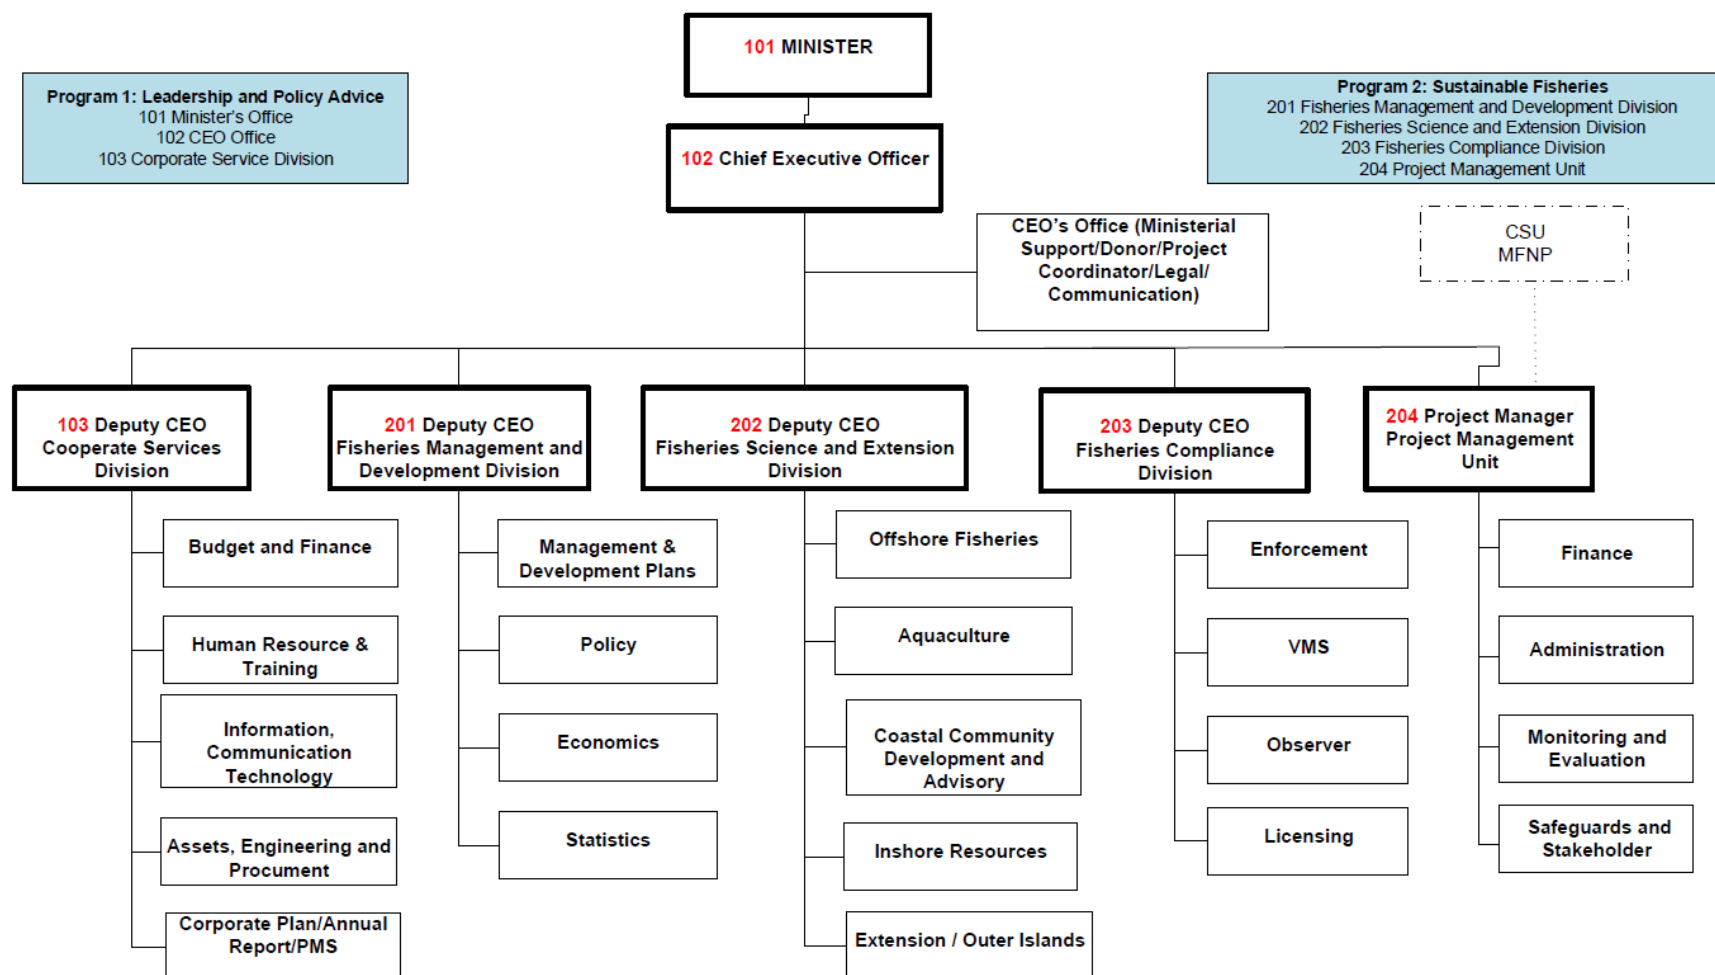 101 MINISTER
Program 1: Leadership and Policy Advice
101 Minister's Office
102 CEO Office
103 Corporate Service Division
Program 2: Sustainable Fisheries
201 Fisheries Management and Development Division
202 Fisheries Science and Extension Division
203 Fisheries Compliance Division
204 Project Management Unit
102 Chief Executive Officer
CEO's Office (Ministerial
Support/Donor/Project
Coordinator/Legal/
Communication)
CSU
MFNP
103 Deputy CEO
Cooperate Services
Division
201 Deputy CEO
Fisheries Management and
Development Division
202 Deputy CEO
Fisheries Science and Extension
Division
203 Deputy CEO
Fisheries Compliance
Division
204 Project Manager
Project Management
Unit
Budget and Finance
Human Resource &
Training
Information,
Communication
Technology
Assets, Engineering and
Procument
Corporate Plan/Annual
Report/PMS
Management &
Development Plans
Policy
Economics
Statistics
Offshore Fisheries
Aquaculture
Coastal Community
Development and
Advisory
Inshore Resources
Extension / Outer Islands
Enforcement
VMS
Observer
Licensing
Finance
Administration
Monitoring and
Evaluation
Safeguards and
Stakeholder